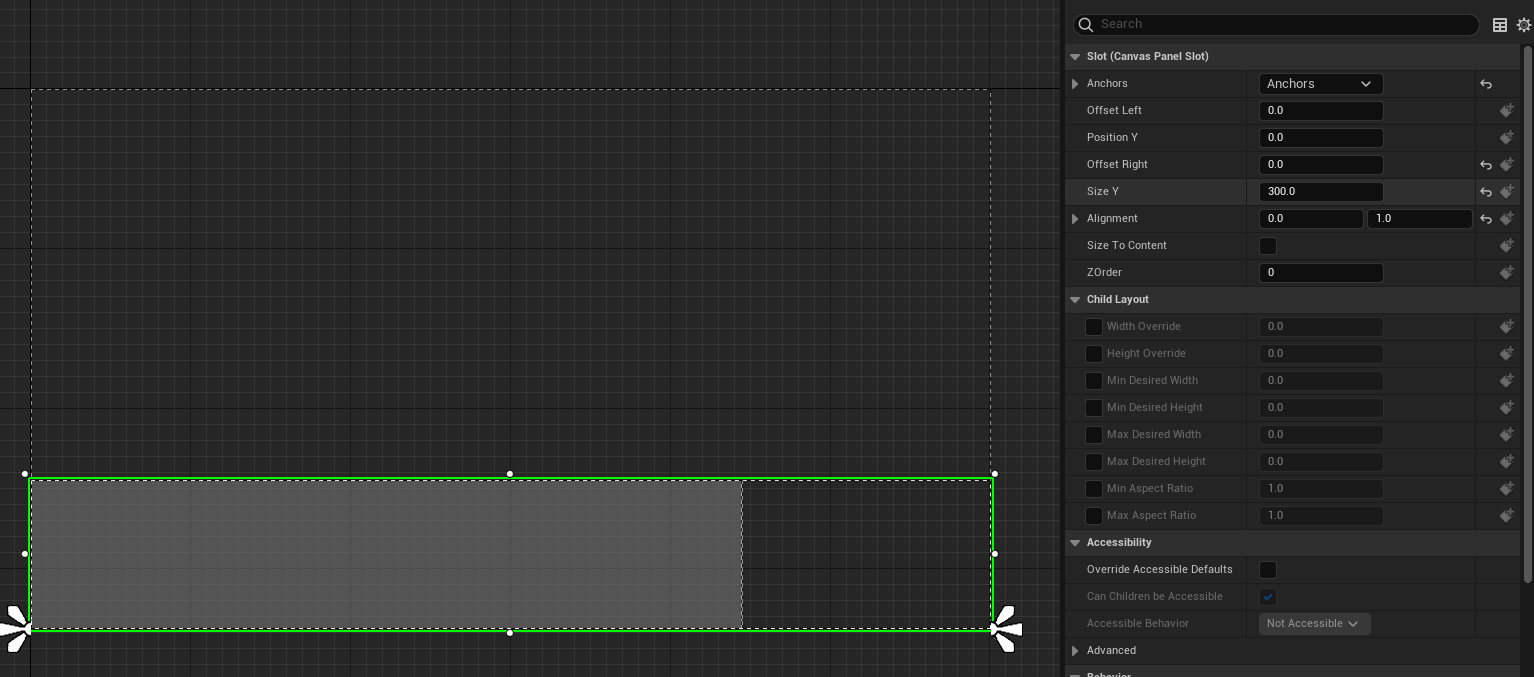 Search
Slot (Canvas Panel Slot)
Anchors Anchors
Offset Left 0.0
Position Y 0.0
Offset Right 0.0
Size Y 300.0
Alignment 0.0 1.0
Size To Content
ZOrder 0
Child Layout
Width Override 0.0
Height Override 0.0
Min Desired Width 0.0
Min Desired Height 0.0
Max Desired Width 0.0
Max Desired Height 0.0
Min Aspect Ratio 1.0
Max Aspect Ratio 1.0
Accessibility
Override Accessible Defaults
Can Children be Accessible
Accessible Behavior Not Accessible
Advanced
Behavior